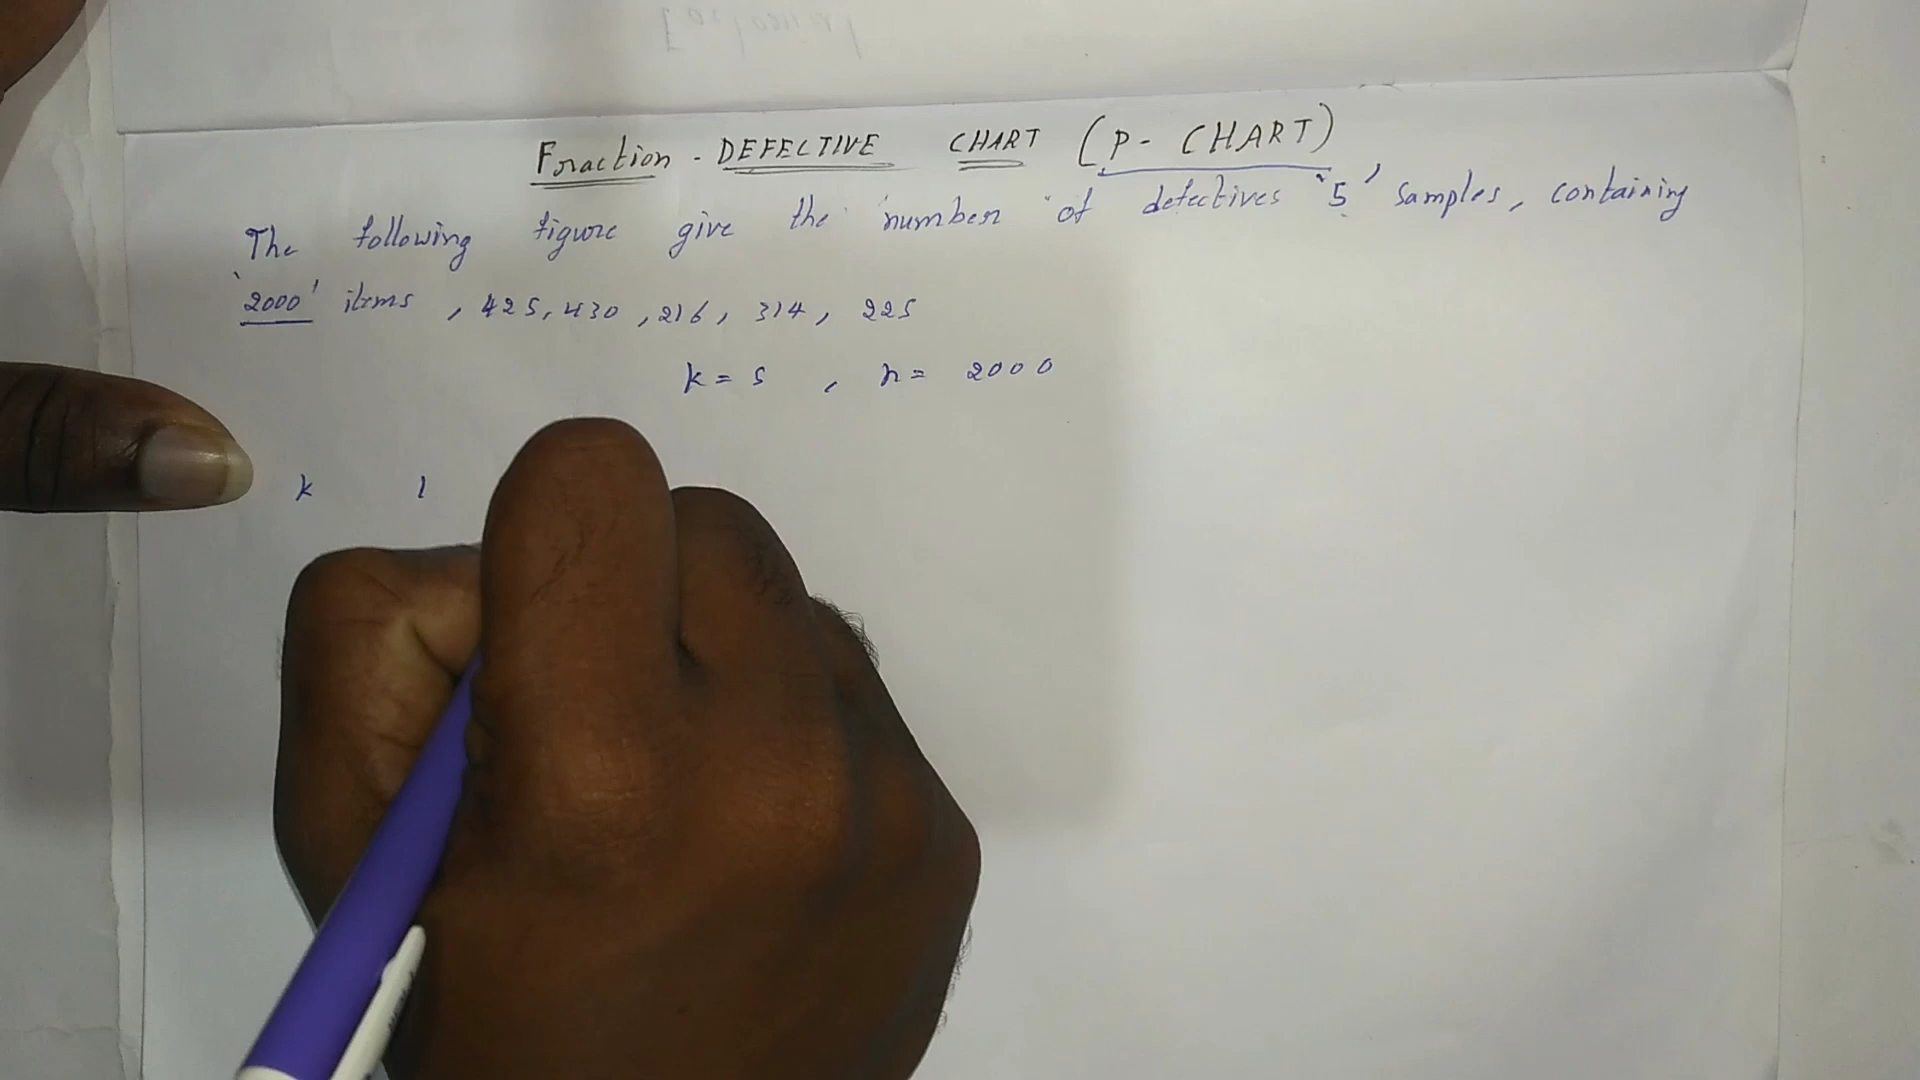 Fraction - DEFECTIVE CHART (P - CHART)
The following figure give the number of defectives '5' samples, containing
'2000' items , 425, 430 , 216 , 314 , 225
k = 5 , n = 2000
k 1